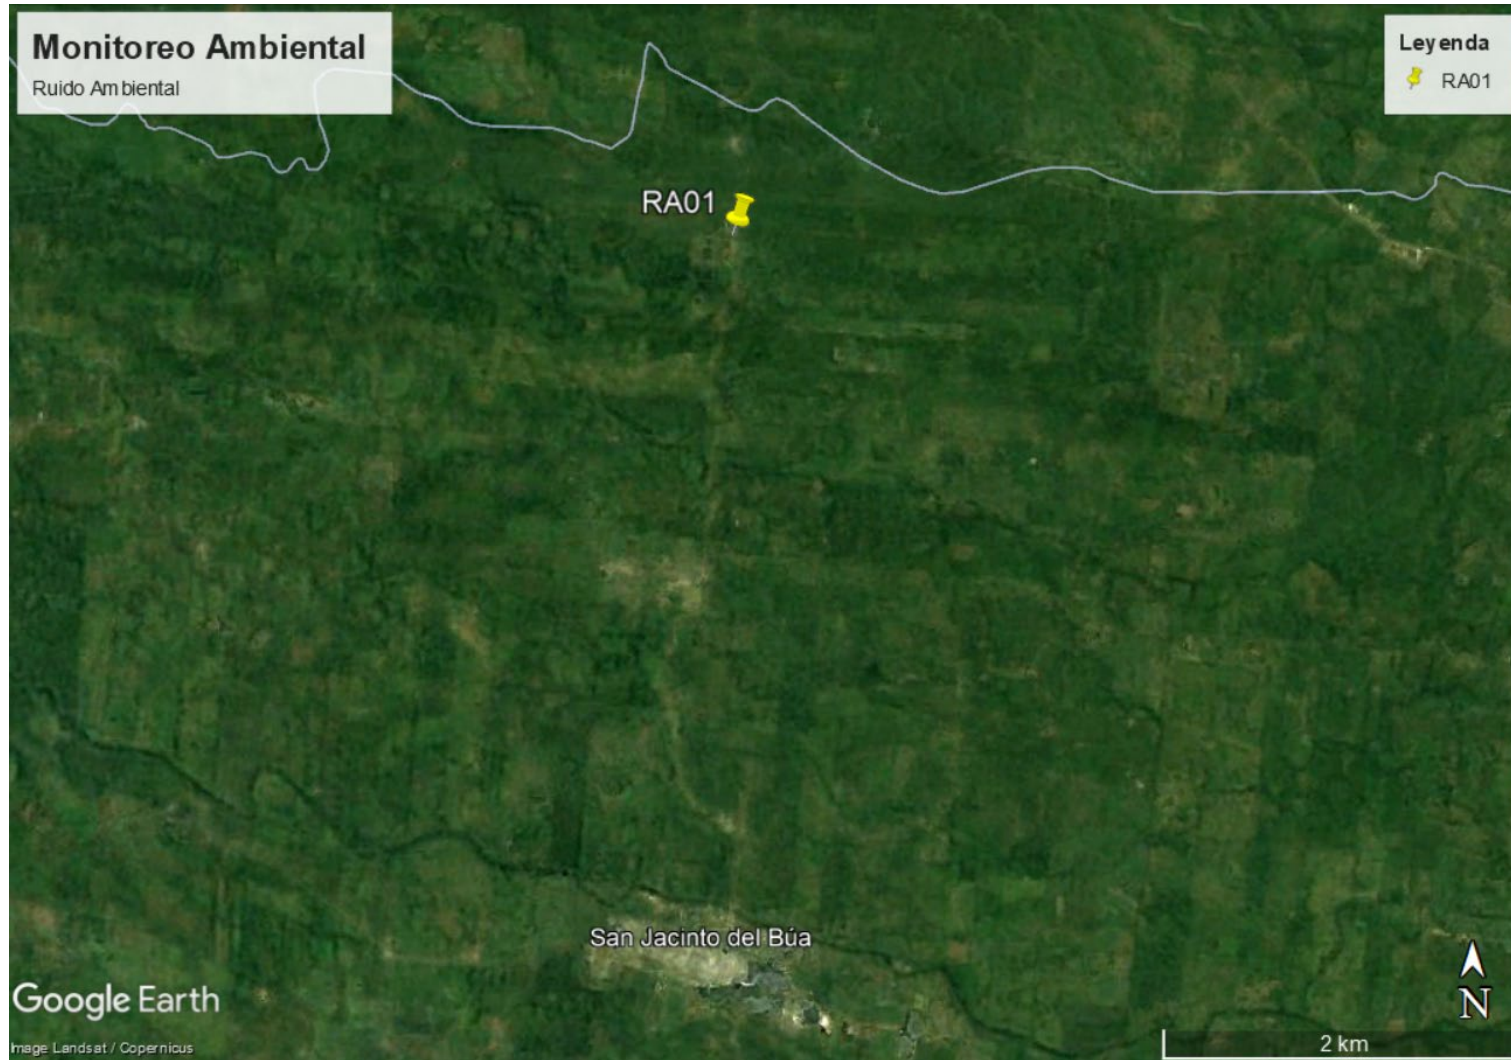 Monitoreo Ambiental
Ruido Ambiental
Leyenda
RA01
RA01
San Jacinto del Búa
Google Earth
N
Image Landsat / Copernicus
2 km